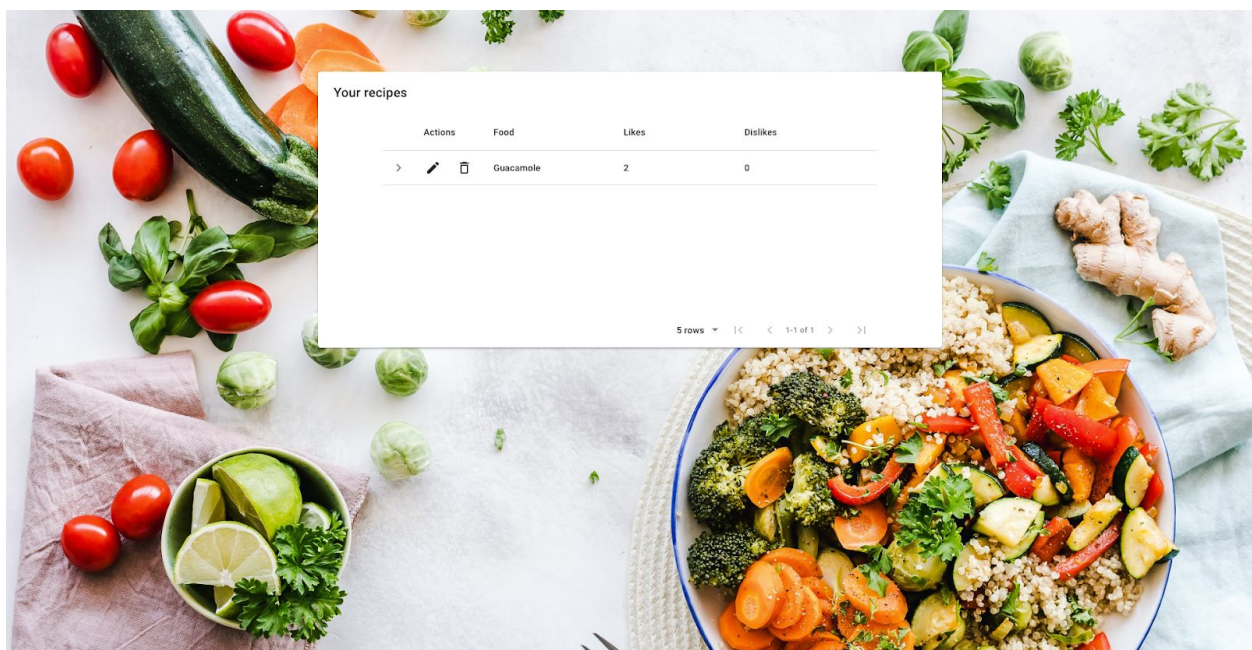 Your recipes
Actions Food Likes Dislikes
Guacamole 2 0
5 rows 1-1 of 1